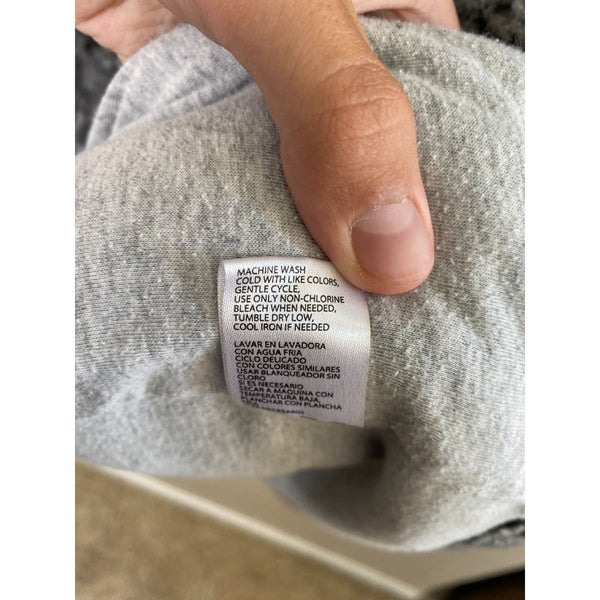 MACHINE WASH
COLD WITH LIKE COLORS,
GENTLE CYCLE,
USE ONLY NON-CHLORINE
BLEACH WHEN NEEDED,
TUMBLE DRY LOW,
COOL IRON IF NEEDED
LAVAR EN LAVADORA
CON AGUA FRIA
CICLO DELICADO
CON COLORES SIMILARES
USAR BLANQUEADOR SIN
CLORO
SI ES NECESARIO
SECAR A MAQUINA CON
TEMPERATURA BAJA,
PLANCHAR CON PLANCHA
NECESARIO